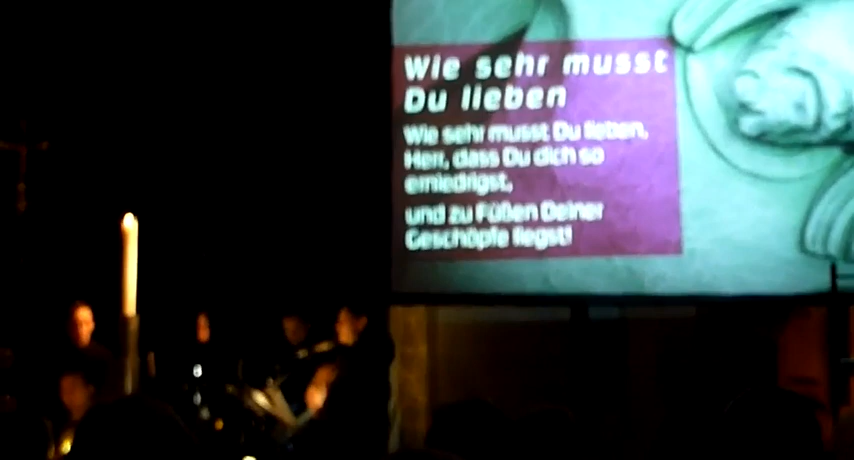 Wie sehr musst
Du lieben
Wie sehr musst Du lieben,
Herr, dass Du dich so
erniedrigst,
und zu Füßen Deiner
Geschöpfe liegst!